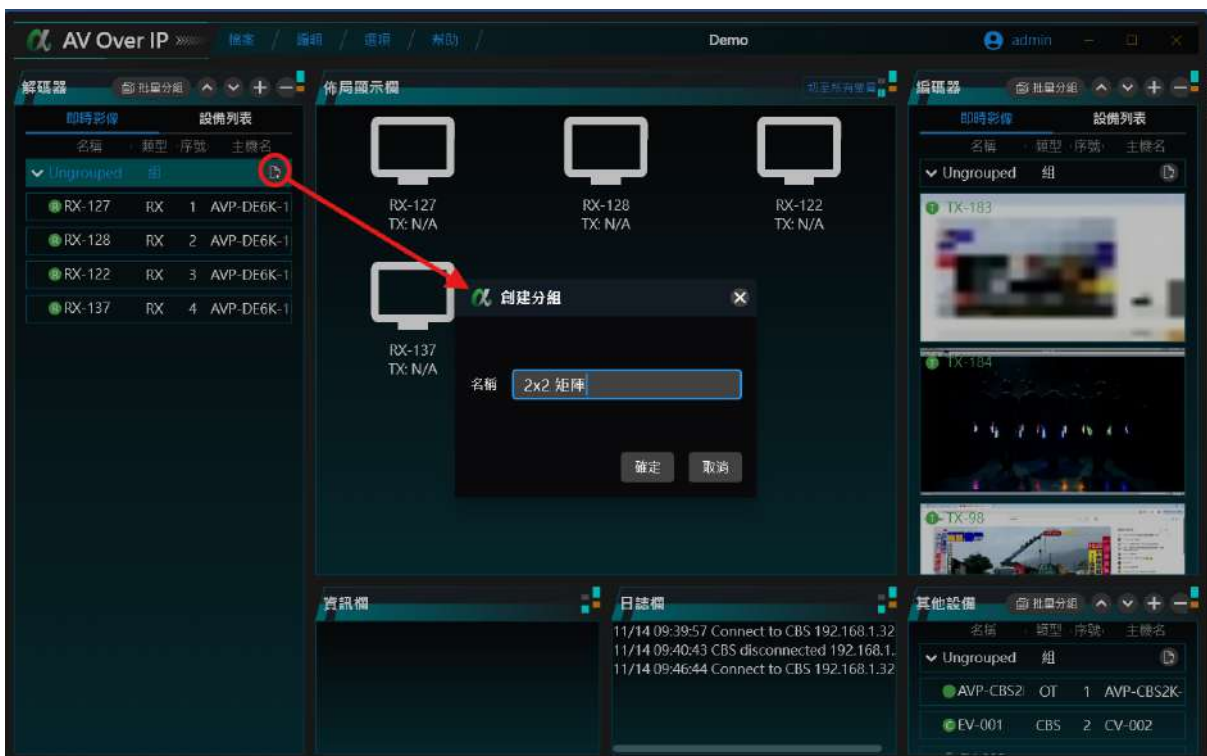 AV Over IP
檔案 / 編輯 / 選項 / 幫助 /
Demo
admin
解碼器
批量分組
即時影像
設備列表
名稱 類型 序號 主機名
Ungrouped 組
RX-127 RX 1 AVP-DE6K-1
RX-128 RX 2 AVP-DE6K-1
RX-122 RX 3 AVP-DE6K-1
RX-137 RX 4 AVP-DE6K-1
佈局顯示欄
RX-127
TX: N/A
RX-128
TX: N/A
RX-122
TX: N/A
RX-137
TX: N/A
創建分組
名稱
2x2 矩陣
確定
取消
資訊欄
日誌欄
11/14 09:39:57 Connect to CBS 192.168.1.32
11/14 09:40:43 CBS disconnected 192.168.1.
11/14 09:46:44 Connect to CBS 192.168.1.32
編碼器
批量分組
即時影像
設備列表
名稱 類型 序號 主機名
Ungrouped 組
TX-183
TX-184
TX-98
其他設備
批量分組
名稱 類型 序號 主機名
Ungrouped 組
AVP-CBS2 OT 1 AVP-CBS2K-
EV-001 CBS 2 CV-002